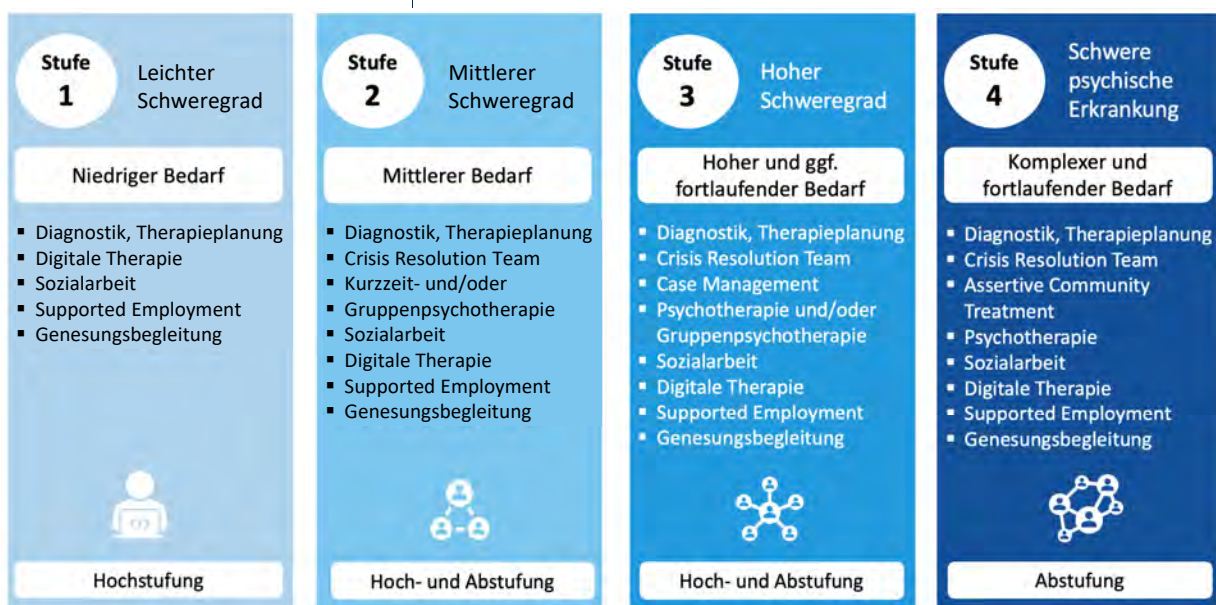 Stufe
1
Leichter
Schweregrad
Niedriger Bedarf
▪ Diagnostik, Therapieplanung
▪ Digitale Therapie
▪ Sozialarbeit
▪ Supported Employment
▪ Genesungsbegleitung
Hochstufung
Stufe
2
Mittlerer
Schweregrad
Mittlerer Bedarf
▪ Diagnostik, Therapieplanung
▪ Crisis Resolution Team
▪ Kurzzeit- und/oder
▪ Gruppenpsychotherapie
▪ Sozialarbeit
▪ Digitale Therapie
▪ Supported Employment
▪ Genesungsbegleitung
Hoch- und Abstufung
Stufe
3
Hoher
Schweregrad
Hoher und ggf.
fortlaufender Bedarf
▪ Diagnostik, Therapieplanung
▪ Crisis Resolution Team
▪ Case Management
▪ Psychotherapie und/oder
Gruppenpsychotherapie
▪ Sozialarbeit
▪ Digitale Therapie
▪ Supported Employment
▪ Genesungsbegleitung
Hoch- und Abstufung
Stufe
4
Schwere
psychische
Erkrankung
Komplexer und
fortlaufender Bedarf
▪ Diagnostik, Therapieplanung
▪ Crisis Resolution Team
▪ Assertive Community
Treatment
▪ Psychotherapie
▪ Sozialarbeit
▪ Digitale Therapie
▪ Supported Employment
▪ Genesungsbegleitung
Abstufung